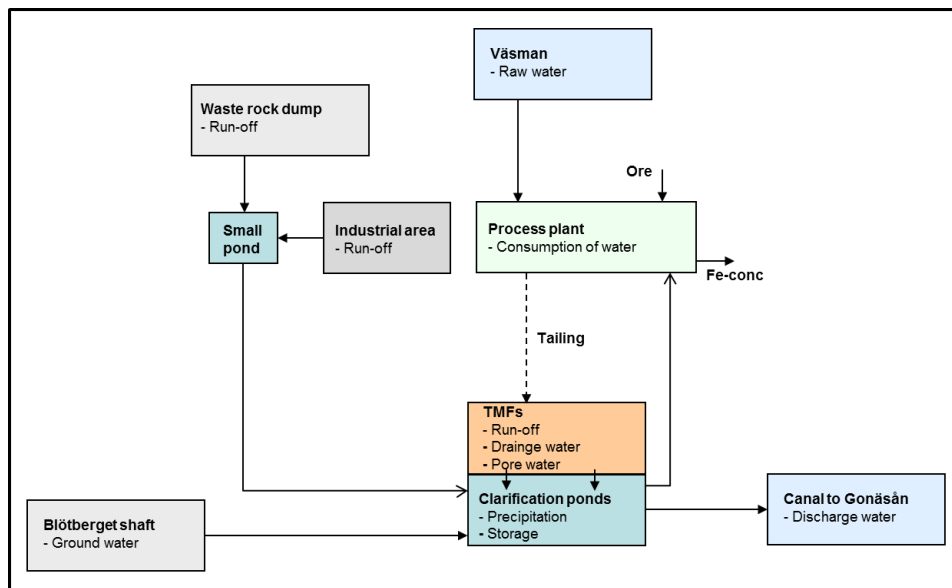 Väsman
- Raw water
Waste rock dump
- Run-off
Ore
Small
pond
Industrial area
- Run-off
Process plant
- Consumption of water
Fe-conc
Tailing
TMFs
- Run-off
- Drainge water
- Pore water
Clarification ponds
- Precipitation
- Storage
Canal to Gonäsån
- Discharge water
Blötberget shaft
- Ground water